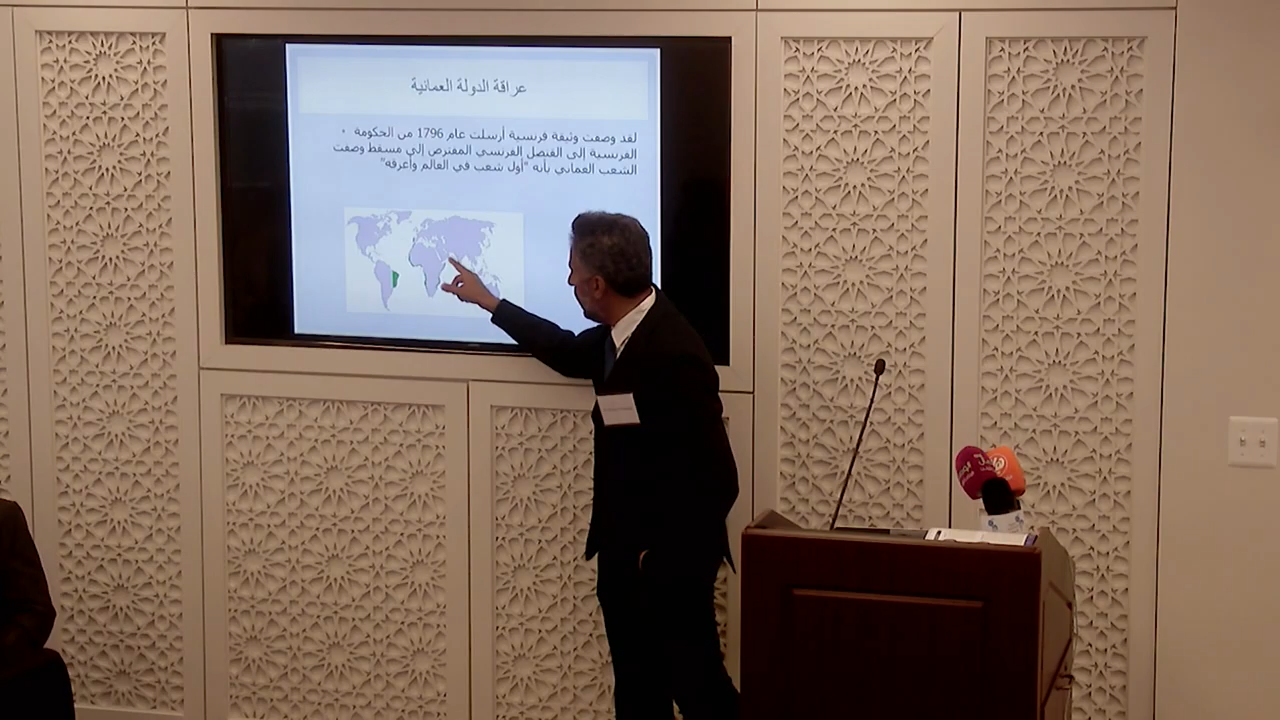 عراقة الدولة العمانية
لقد وصفت وثيقة فرنسية أرسلت عام 1796 من الحكومة
الفرنسية إلى القنصل الفرنسي المفترض إلي مسقط وصفت
الشعب العماني بأنه "أول شعب في العالم وأعرقه"